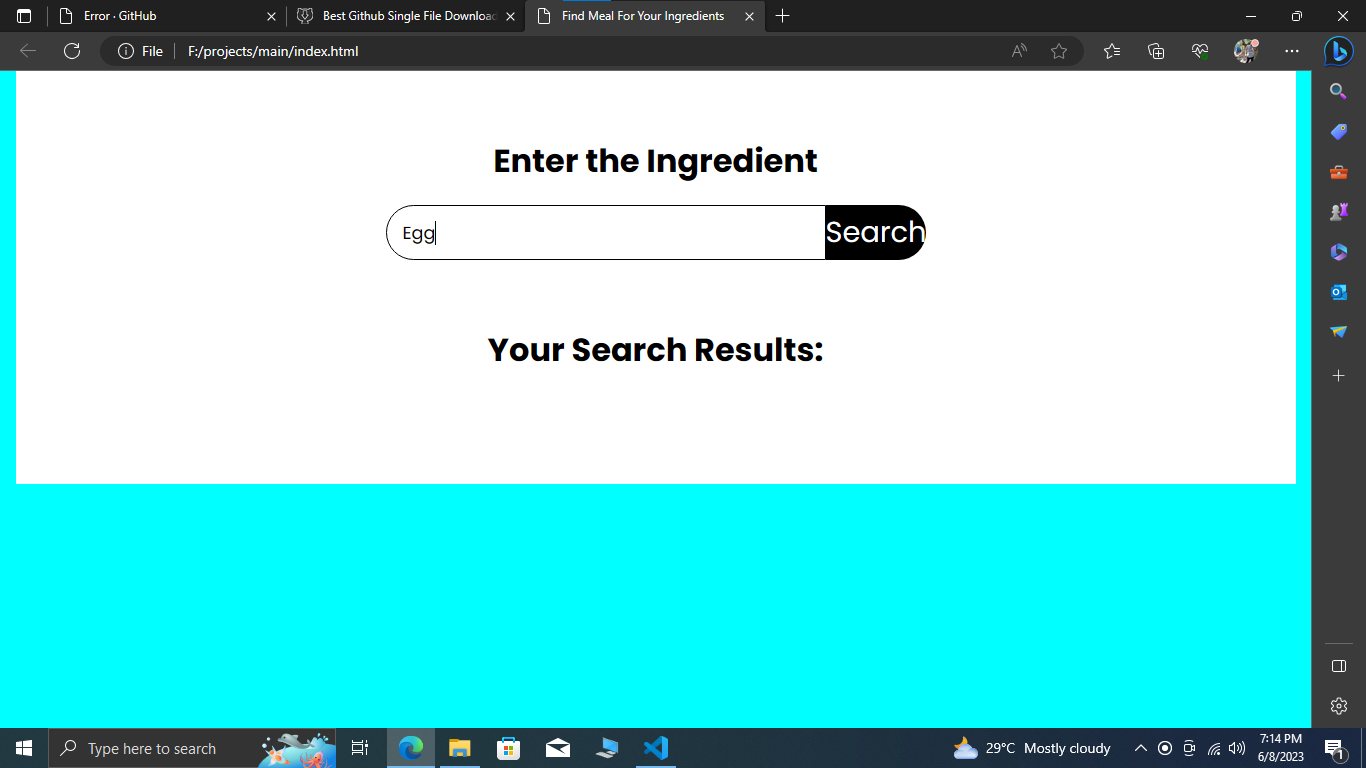 Error · GitHub
Best Github Single File Download
Find Meal For Your Ingredients
File
F:/projects/main/index.html
Enter the Ingredient
Egg
Search
Your Search Results:
Type here to search
29°C Mostly cloudy
7:14 PM
6/8/2023
1